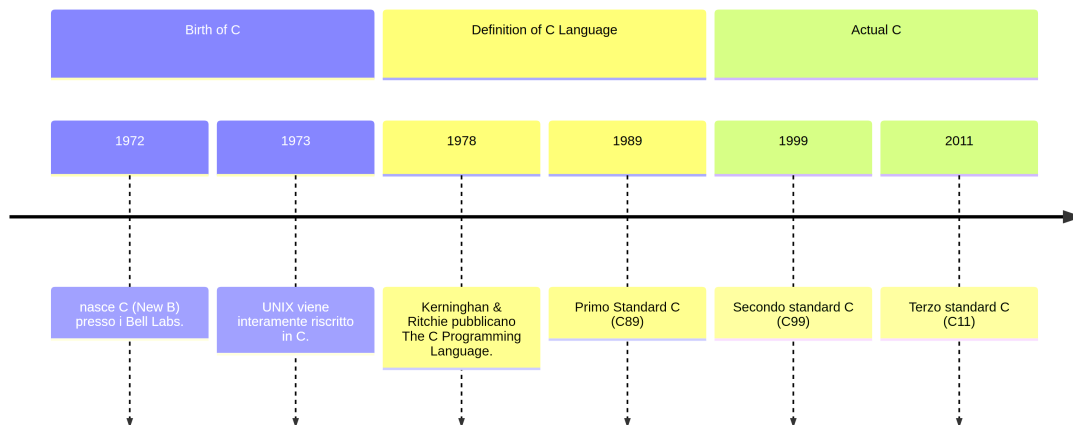 Birth of C
Definition of C Language
Actual C
1972
1973
1978
1989
1999
2011
nasce C (New B)
presso i Bell Labs.
UNIX viene
interamente riscritto
in C.
Kerninghan &
Ritchie pubblicano
The C Programming
Language.
Primo Standard C
(C89)
Secondo standard C
(C99)
Terzo standard C
(C11)